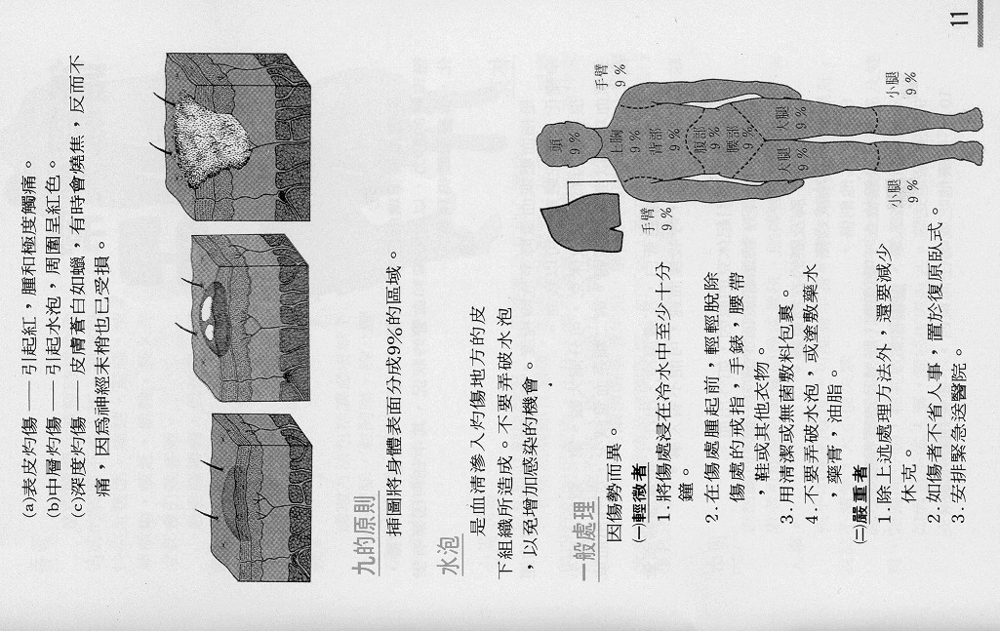 (a)表皮灼傷 —— 引起紅，腫和極度觸痛。
(b)中層灼傷 —— 起水泡，周圍呈紅色。
(c)深度灼傷 —— 皮膚蒼白如蠟，有時會燒焦，反而不
痛，因為神經末梢也已受損。
九的原則
插圖將身體表面分成9%的區域。
水泡
是血清滲入灼傷地方的皮
下組織所造成。不要弄破水泡
，以免增加感染的機會。
一般處理
因傷勢而異。
㈠輕微者
1.將傷處浸在冷水中至少十分
鐘。
2.在傷處腫起前，輕輕脫除
傷處的戒指，手錶，腰帶
，鞋或其他衣物。
3.用清潔或無菌敷料包裹。
4.不要弄破水泡，或塗敷藥水
，藥膏，油脂。
㈡嚴重者
1.除上述處理方法外，還要減少
休克。
2.如傷者不省人事，置於復原臥式。
3.安排緊急送醫院。
頭
9%
手臂
9%
上胸
9%
背部
9%
手臂
9%
腹部
9%
腰部
9%
大腿
9%
大腿
9%
小腿
9%
小腿
9%
11